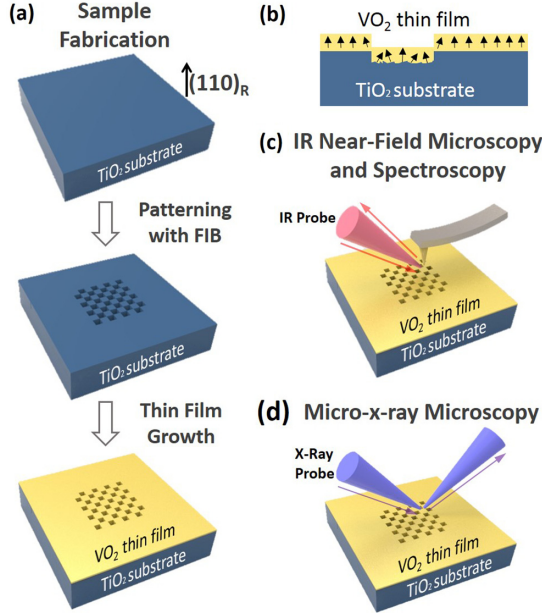 (a) Sample
Fabrication
(110)R
TiO2 substrate
Patterning
with FIB
TiO2 substrate
Thin Film
Growth
VO2 thin film
TiO2 substrate
(b)
VO2 thin film
TiO2 substrate
(c) IR Near-Field Microscopy
and Spectroscopy
IR Probe
VO2 thin film
TiO2 substrate
(d) Micro-x-ray Microscopy
X-Ray
Probe
VO2 thin film
TiO2 substrate